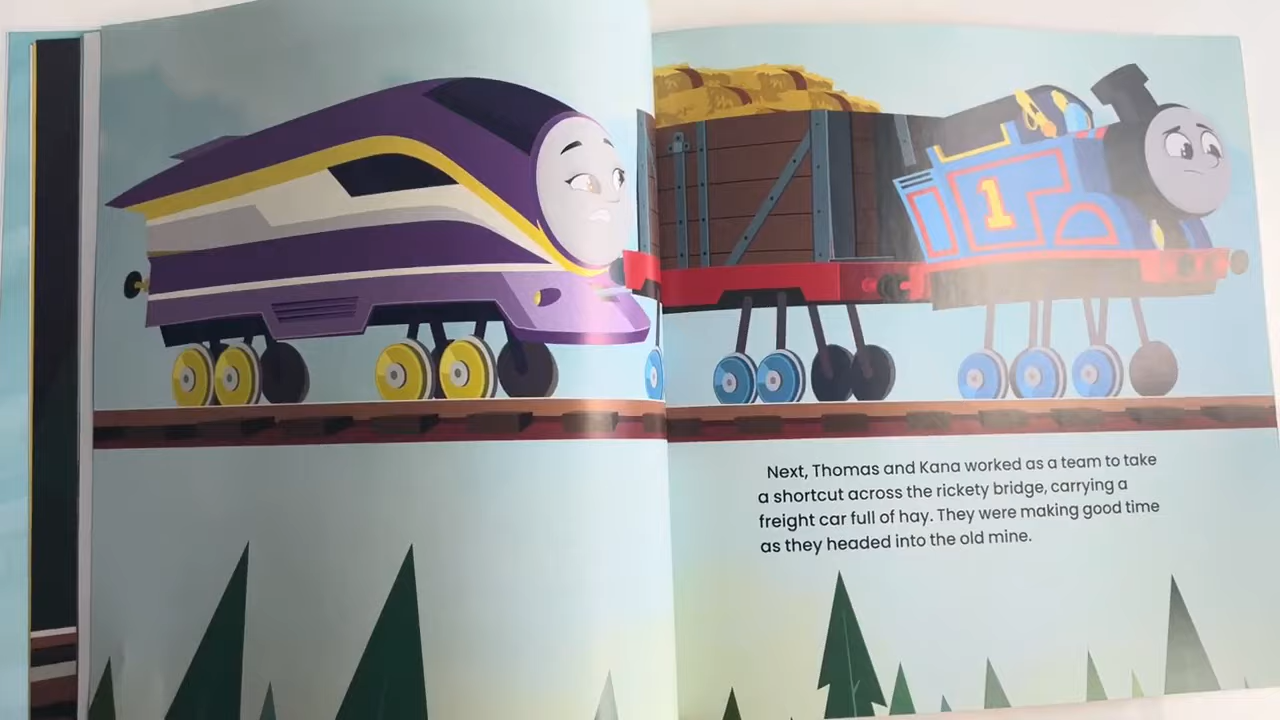 1
Next, Thomas and Kana worked as a team to take
a shortcut across the rickety bridge, carrying a
freight car full of hay. They were making good time
as they headed into the old mine.